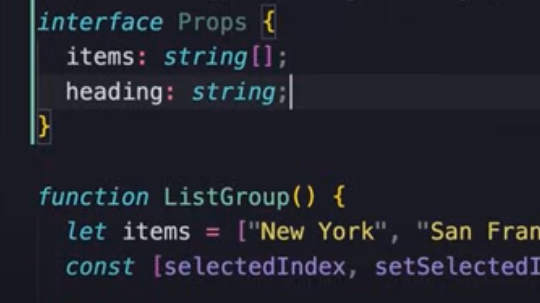 interface Props {
items: string[];
heading: string;
}
function ListGroup() {
let items = ["New York", "San Fran
const [selectedIndex, setSelectedI